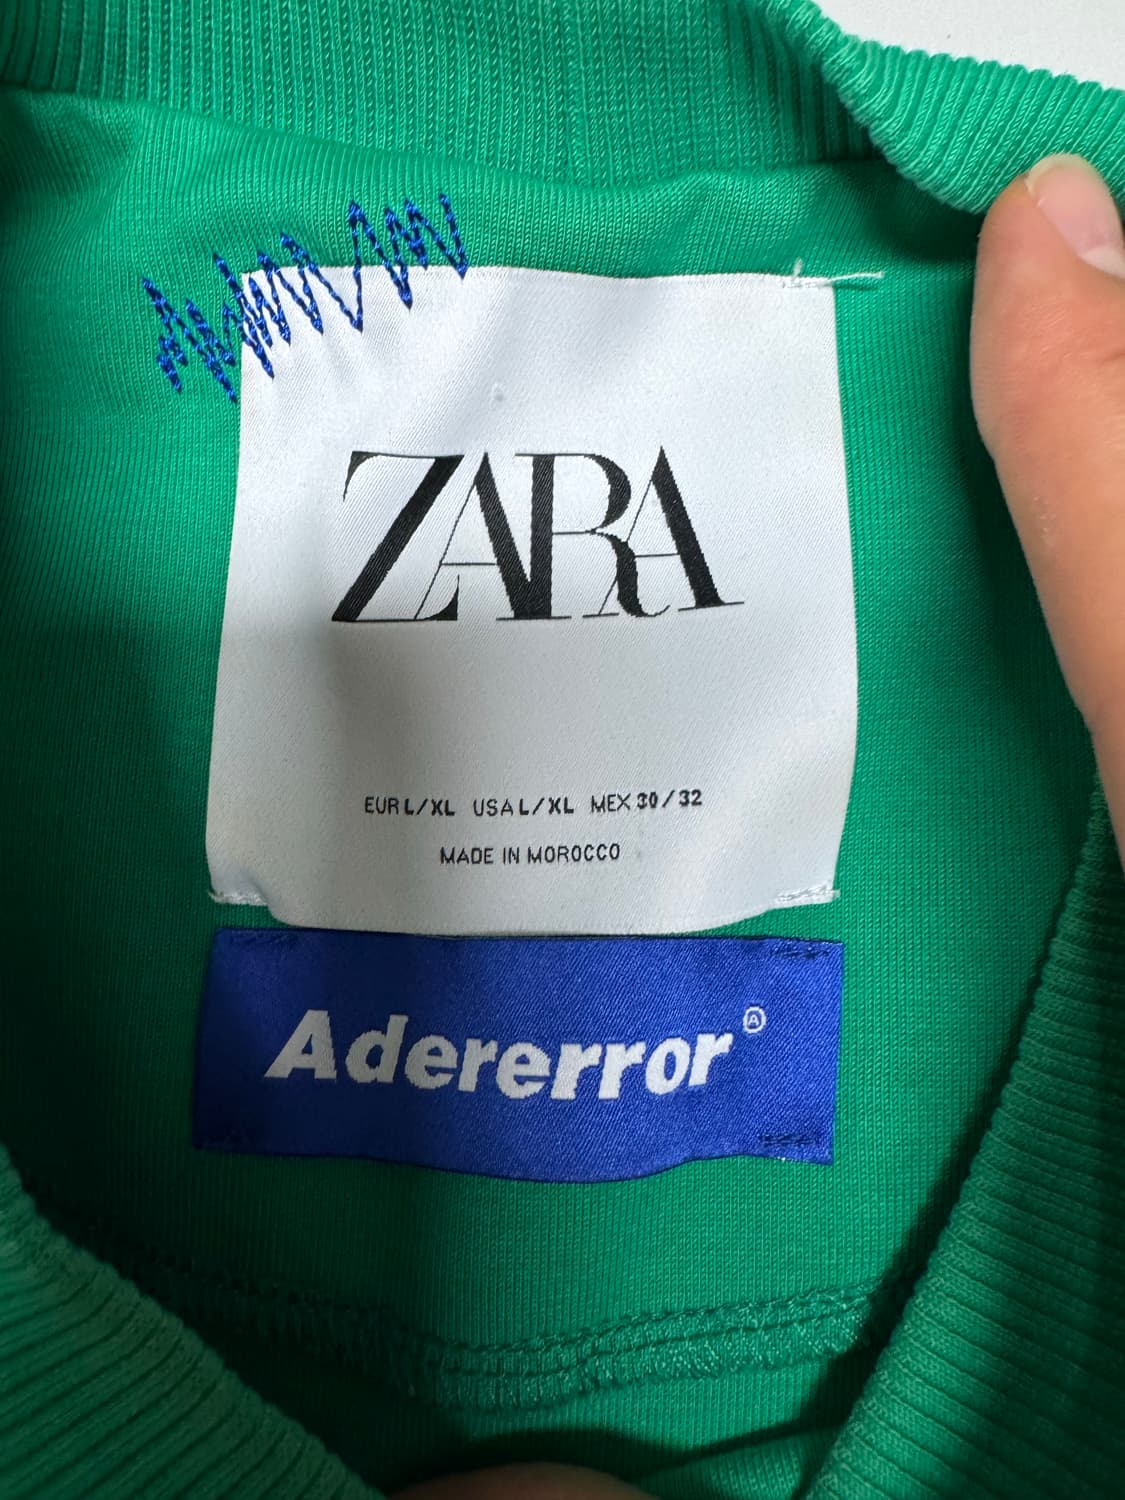 ZARA
EUR L/XL USA L/XL MEX 30/32
MADE IN MOROCCO
Adererror Ⓐ